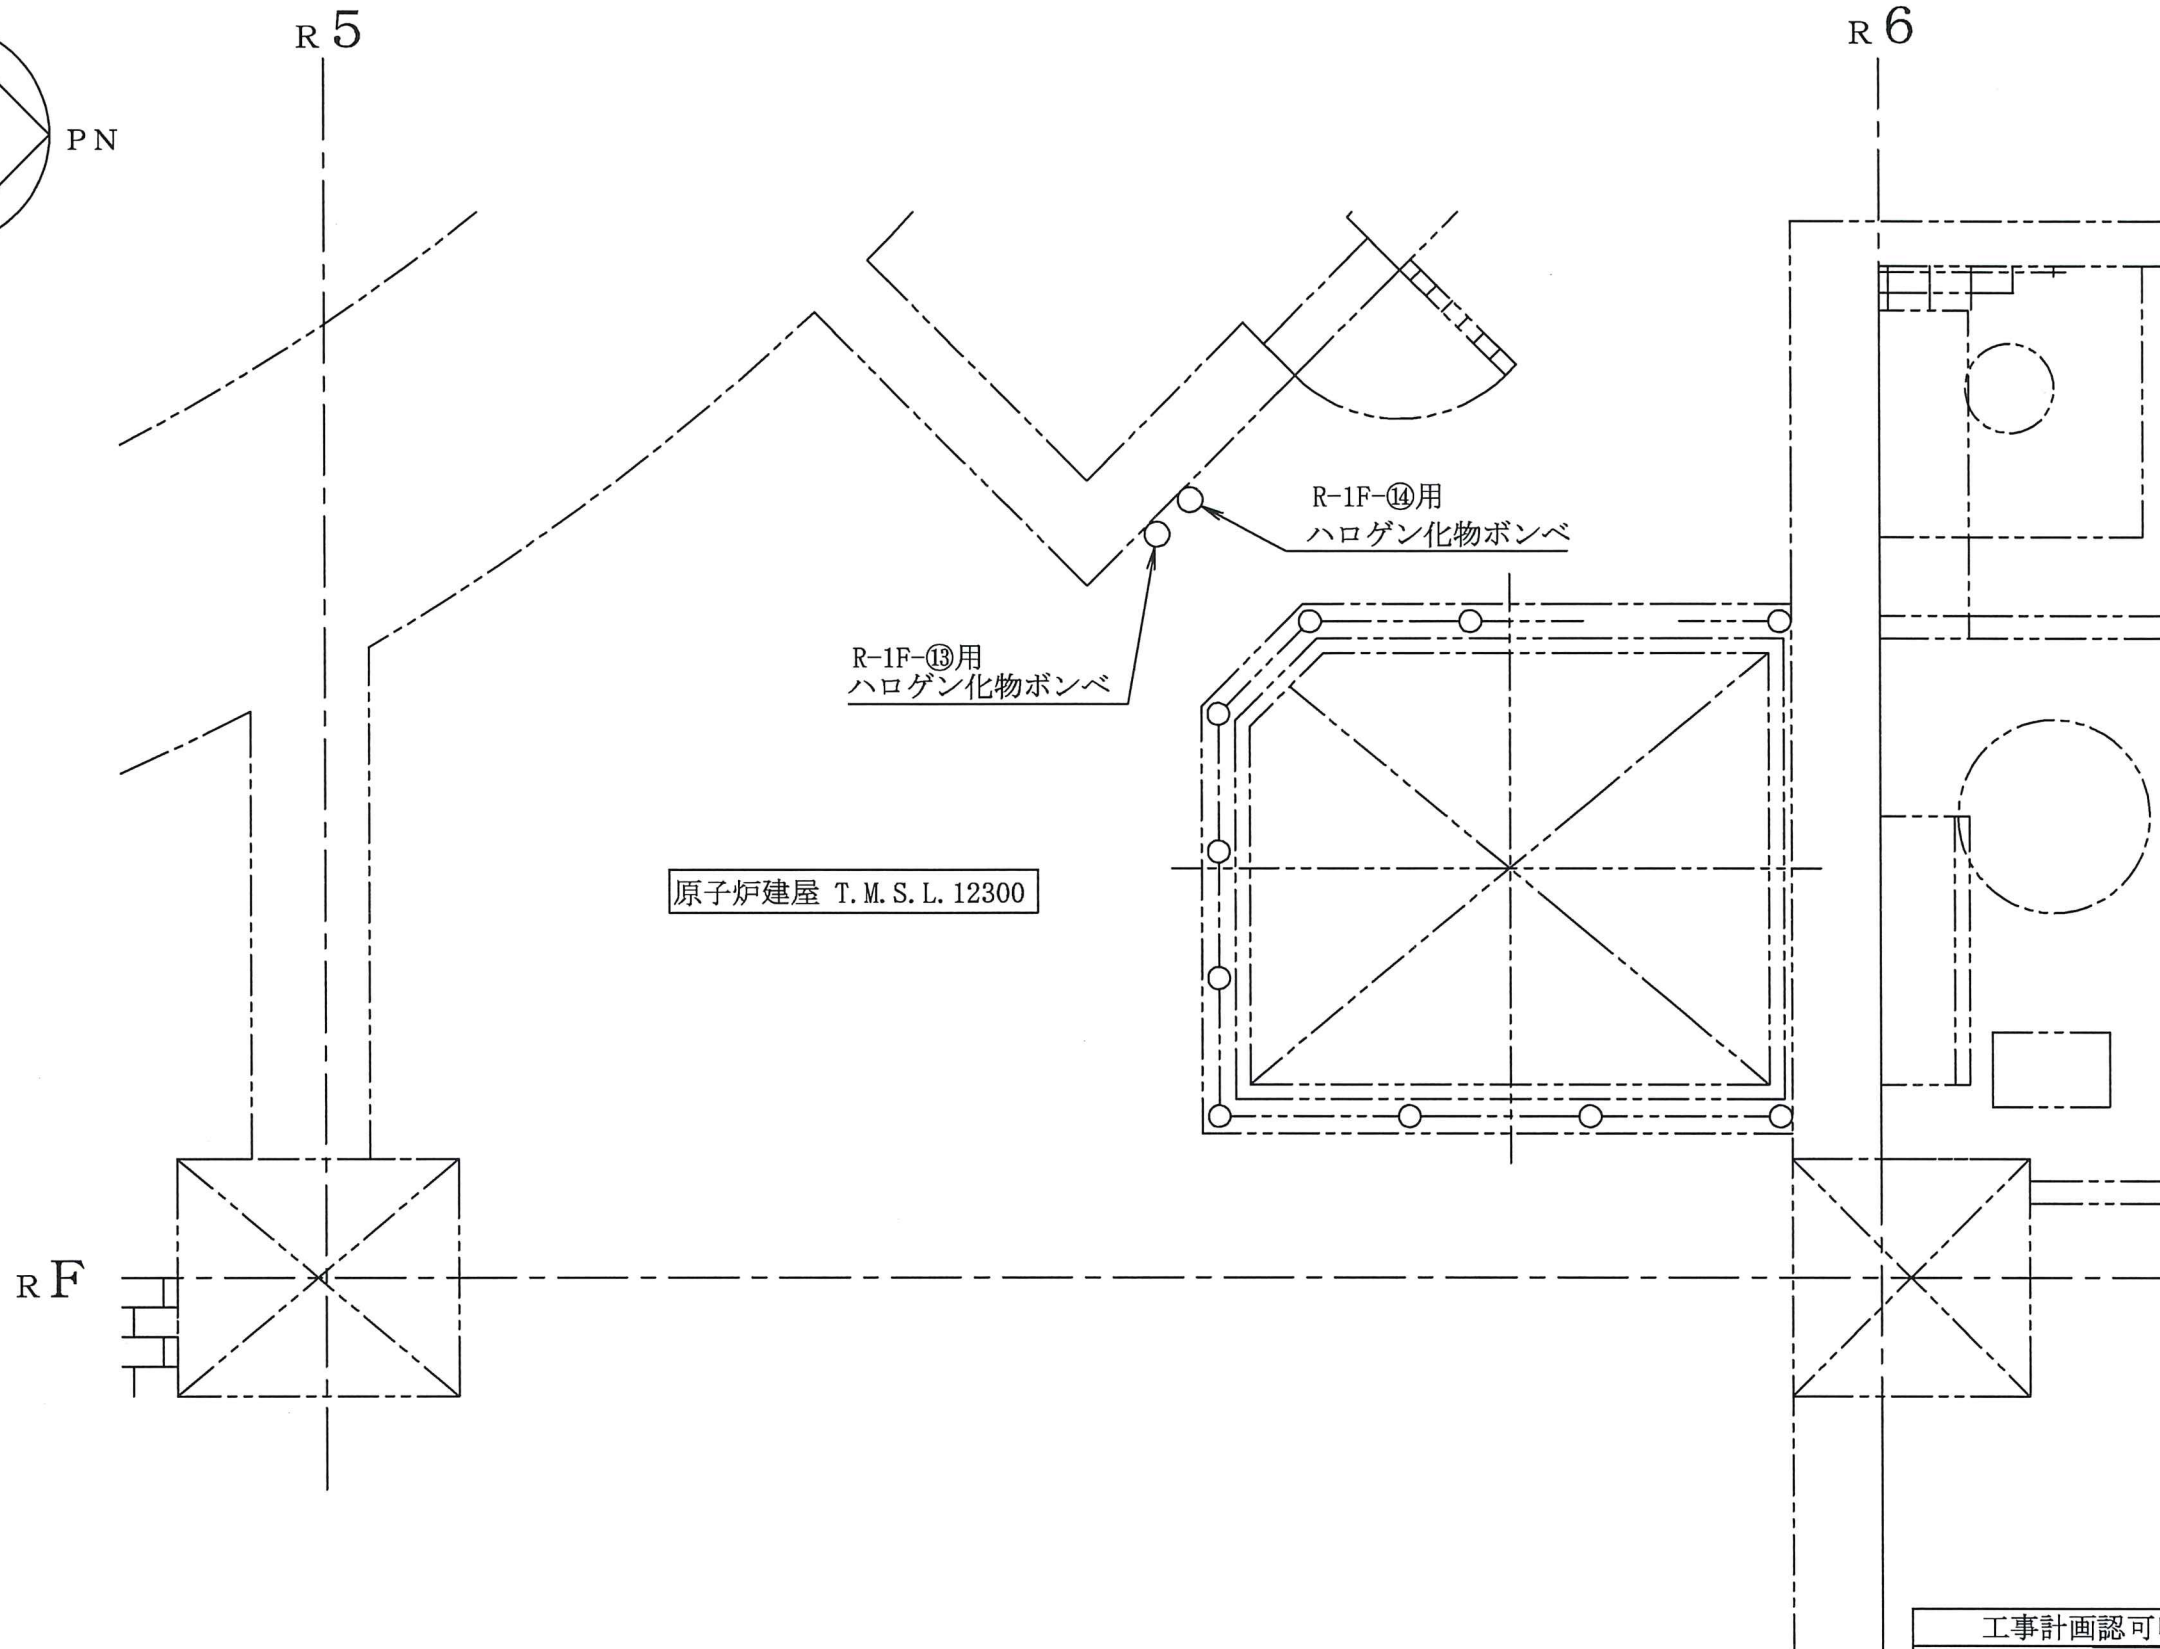 R5
R6
PN
R-1F-⑭用
ハロゲン化物ボンベ
R-1F-⑬用
ハロゲン化物ボンベ
原子炉建屋 T.M.S.L.12300
RF
工事計画認可